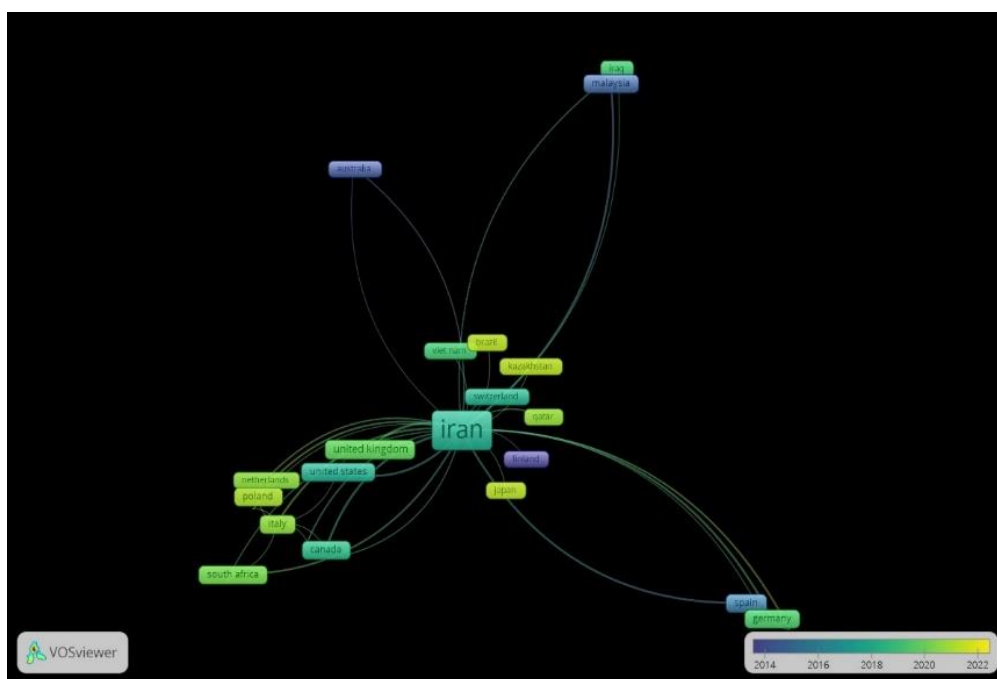 iraq
malaysia
australia
viet nam
brazil
kazakhstan
switzerland
qatar
iran
united kingdom
finland
united states
netherlands
japan
poland
italy
canada
south africa
spain
germany
VOSviewer
2014 2016 2018 2020 2022